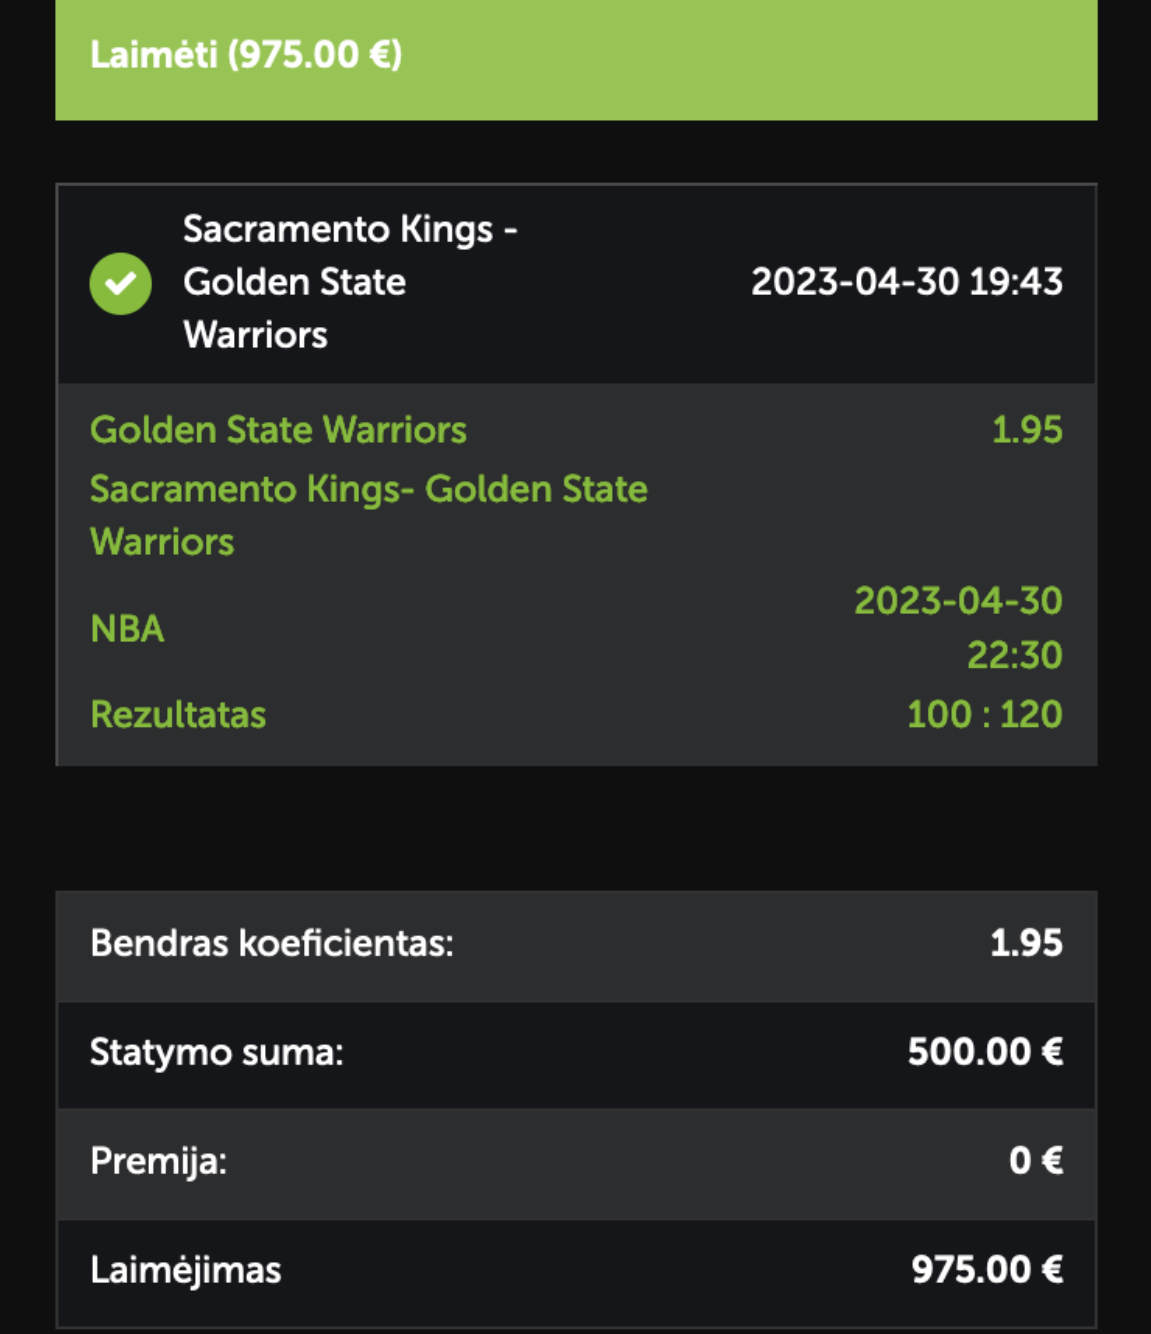 Laimėti (975.00 €)
Sacramento Kings -
Golden State
Warriors
2023-04-30 19:43
Golden State Warriors 1.95
Sacramento Kings- Golden State
Warriors
NBA
2023-04-30
22:30
Rezultatas 100 : 120
Bendras koeficientas: 1.95
Statymo suma: 500.00 €
Premija: 0 €
Laimėjimas 975.00 €